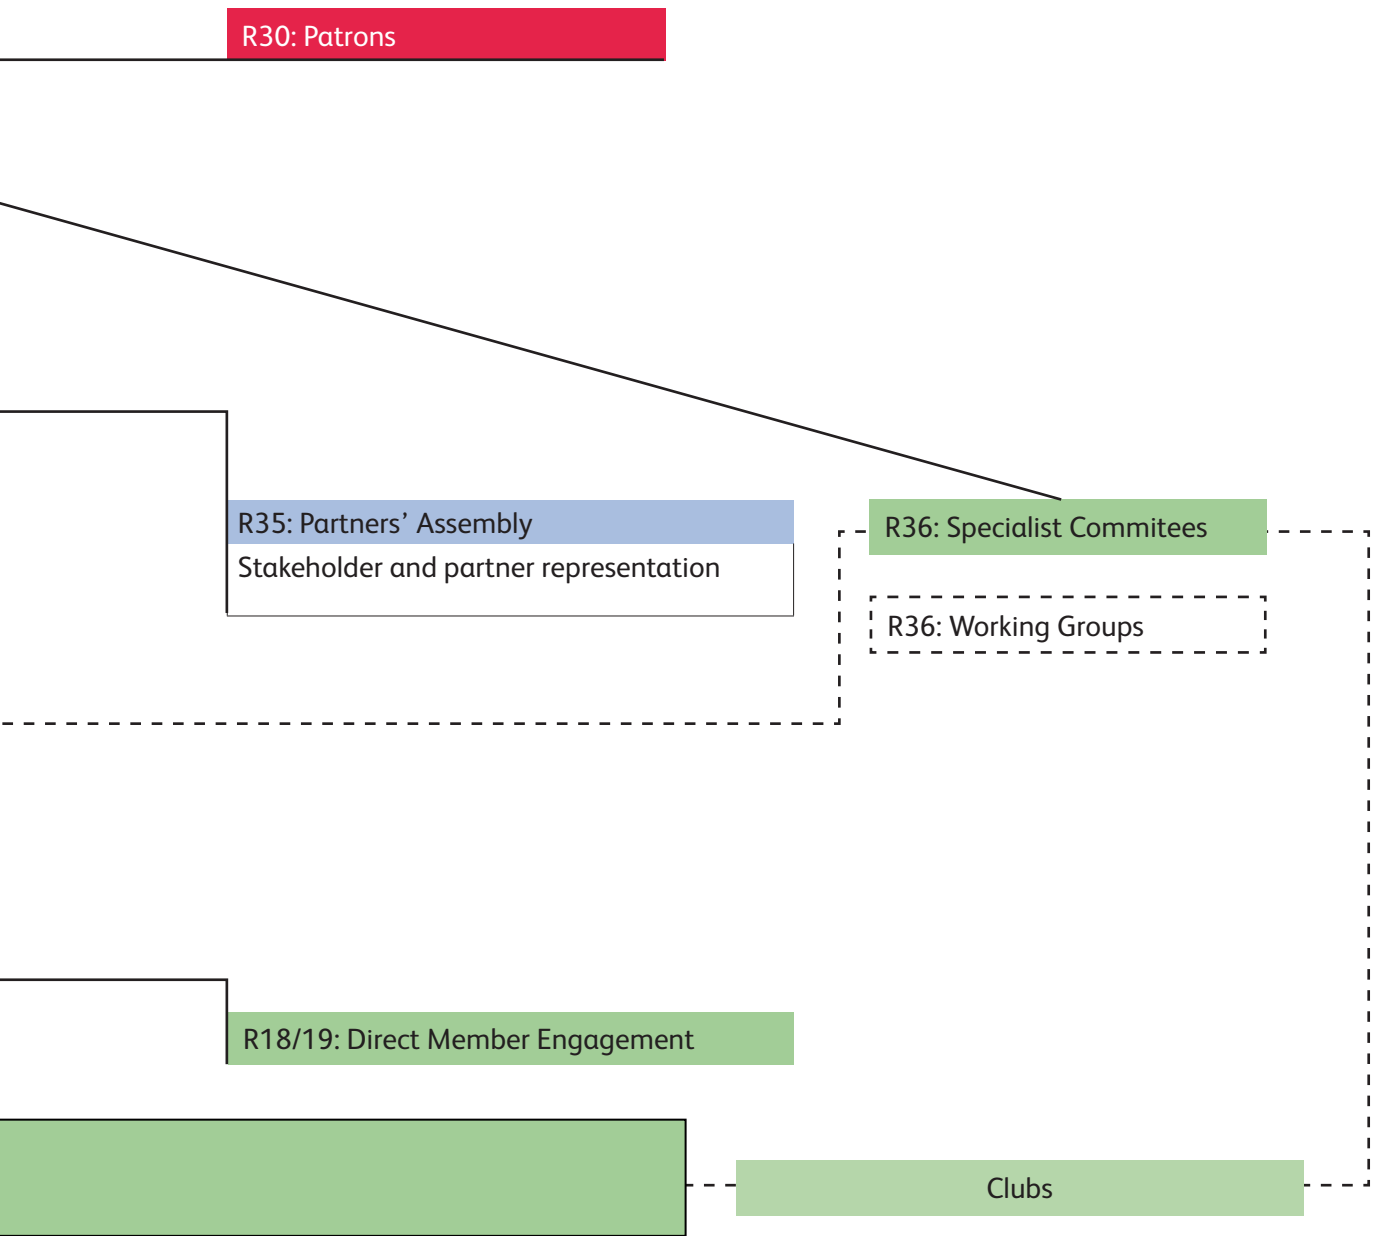 R30: Patrons
R35: Partners’ Assembly
Stakeholder and partner representation
R36: Specialist Commitees
R36: Working Groups
R18/19: Direct Member Engagement
Clubs